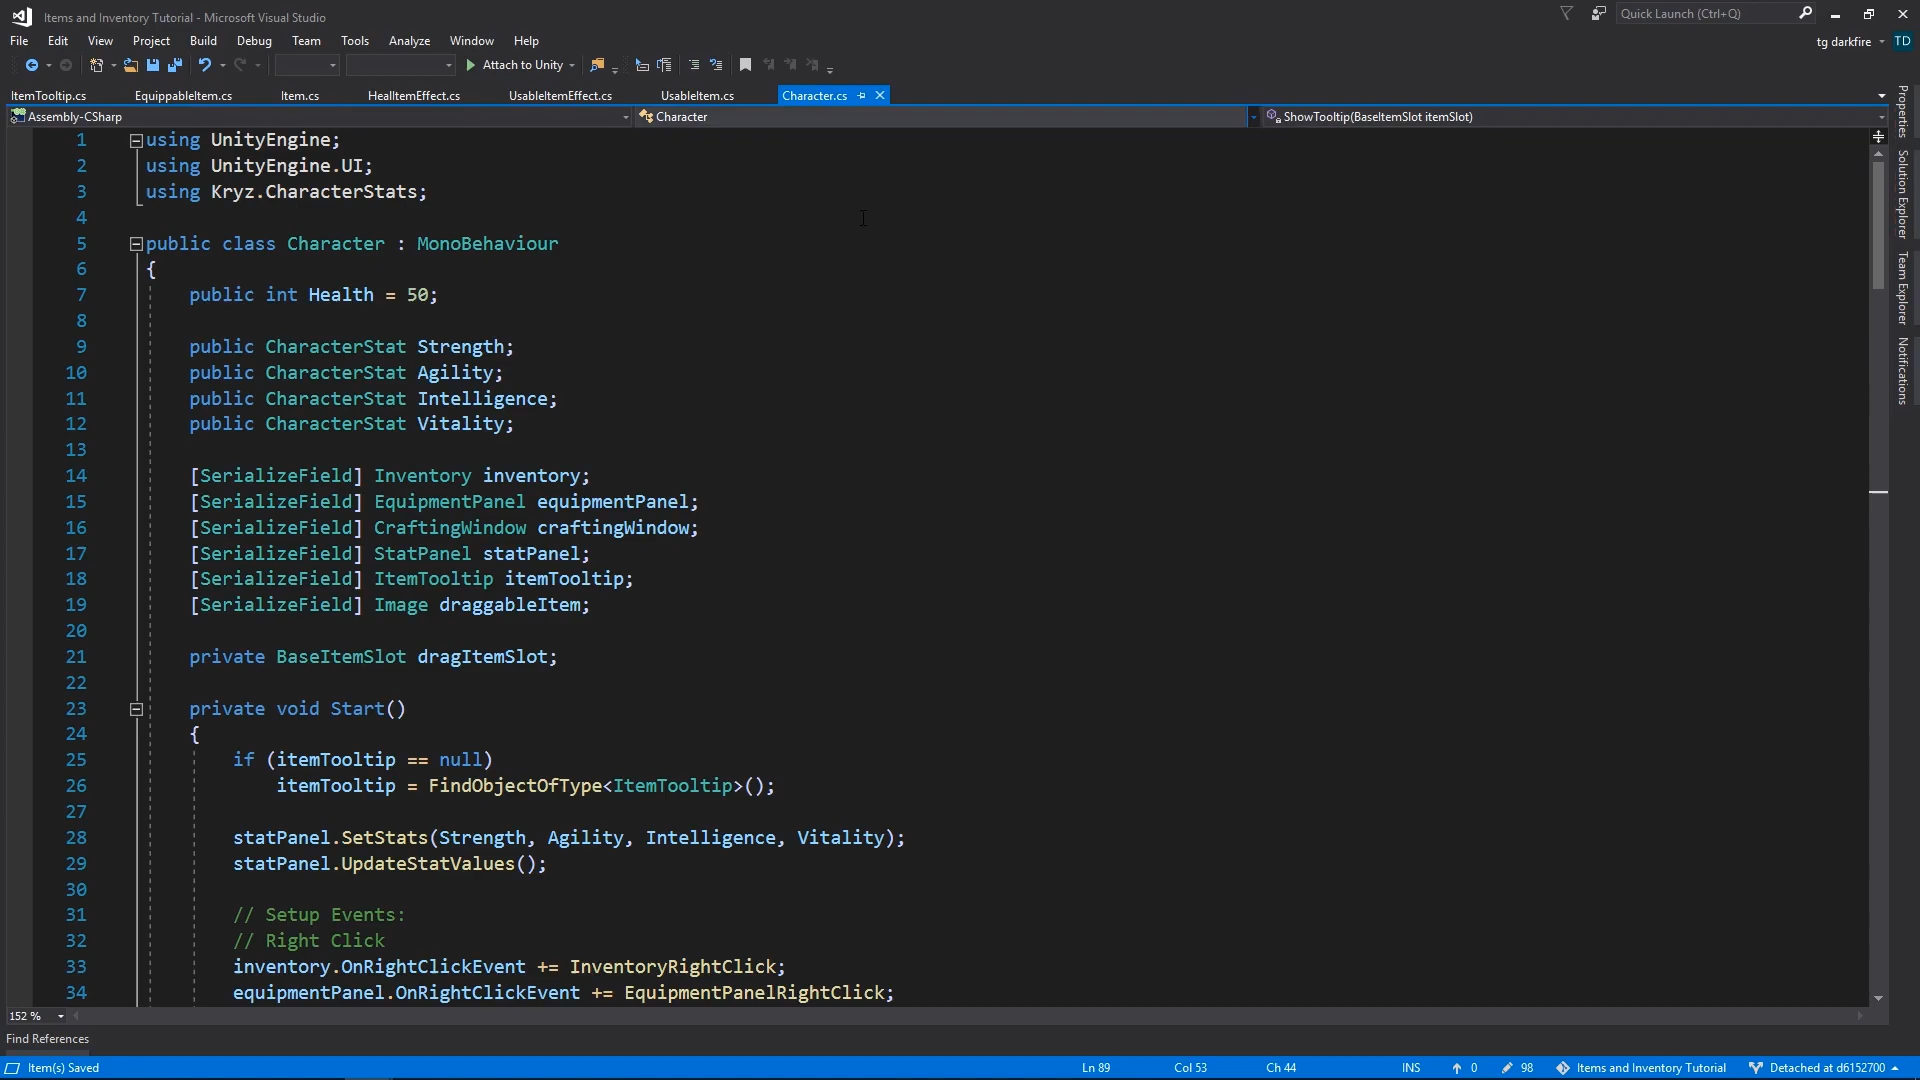 Items and Inventory Tutorial - Microsoft Visual Studio
Quick Launch (Ctrl+Q)
File Edit View Project Build Debug Team Tools Analyze Window Help
tg darkfire TD
Attach to Unity
ItemTooltip.cs EquippableItem.cs Item.cs HealItemEffect.cs UsableItemEffect.cs UsableItem.cs Character.cs
Assembly-CSharp Character ShowTooltip(BaseItemSlot itemSlot)
1 using UnityEngine;
2 using UnityEngine.UI;
3 using Kryz.CharacterStats;
4
5 public class Character : MonoBehaviour
6 {
7 public int Health = 50;
8
9 public CharacterStat Strength;
10 public CharacterStat Agility;
11 public CharacterStat Intelligence;
12 public CharacterStat Vitality;
13
14 [SerializeField] Inventory inventory;
15 [SerializeField] EquipmentPanel equipmentPanel;
16 [SerializeField] CraftingWindow craftingWindow;
17 [SerializeField] StatPanel statPanel;
18 [SerializeField] ItemTooltip itemTooltip;
19 [SerializeField] Image draggableItem;
20
21 private BaseItemSlot dragItemSlot;
22
23 private void Start()
24 {
25 if (itemTooltip == null)
26 itemTooltip = FindObjectOfType<ItemTooltip>();
27
28 statPanel.SetStats(Strength, Agility, Intelligence, Vitality);
29 statPanel.UpdateStatValues();
30
31 // Setup Events:
32 // Right Click
33 inventory.OnRightClickEvent += InventoryRightClick;
34 equipmentPanel.OnRightClickEvent += EquipmentPanelRightClick;
Properties
Solution Explorer
Team Explorer
Notifications
152 %
Find References
Item(s) Saved Ln 89 Col 53 Ch 44 INS 0 98 Items and Inventory Tutorial Detached at d6152700